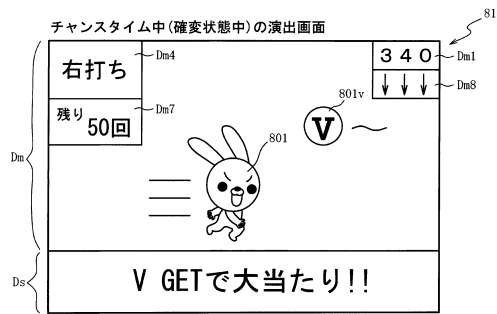 チャンスタイム中(確変状態中)の演出画面
81
右打ち
Dm4
340
Dm1
↓↓↓
Dm8
残り 50回
Dm7
801v
V
801
Dm
V GETで大当たり!!
Ds